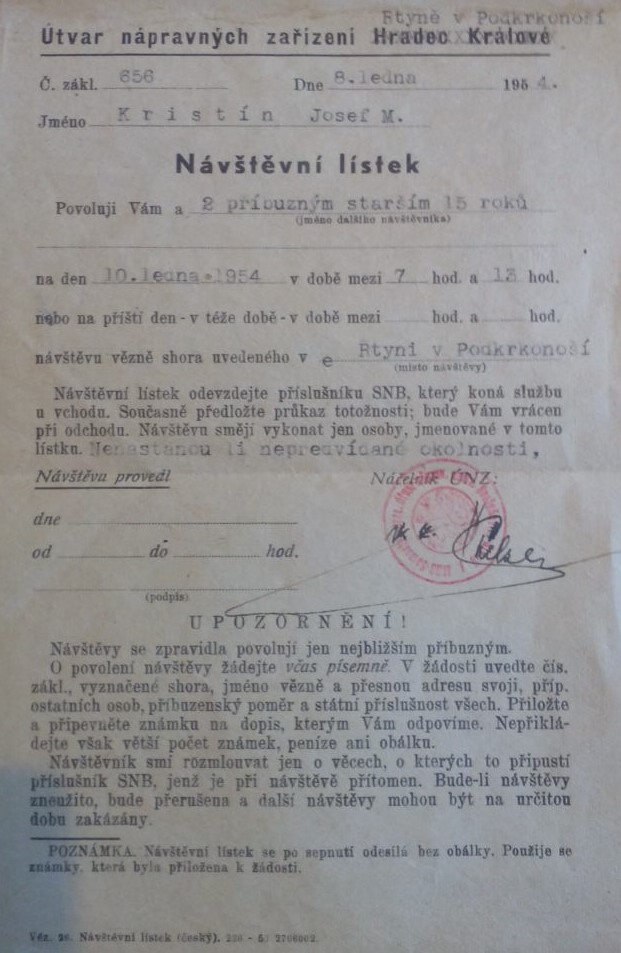 Rtyně v Podkrkonoší
Útvar nápravných zařízení Hradec Králové
Č. zákl. 656 Dne 8.ledna 1954.
Jméno Kristín Josef M.
Návštěvní lístek
Povoluji Vám a 2 příbuzným starším 15 roků
(jméno dalšího návštěvníka)
na den 10.ledna 1954 v době mezi 7 hod. a 13 hod.
nebo na příští den - v téže době - v době mezi hod. a hod.
návštěvu vězně shora uvedeného v e Rtyni v Podkrkonoší
(místo návštěvy)
Návštěvní lístek odevzdejte příslušníku SNB, který koná službu
u vchodu. Současně předložte průkaz totožnosti; bude Vám vrácen
při odchodu. Návštěvu smějí vykonat jen osoby, jmenované v tomto
lístku. Nenastanou li nepředvídané okolnosti,
Návštěvu provedl Náčelník ÚNZ:
dne
od do hod.
(podpis)
UPOZORNĚNÍ!
Návštěvy se zpravidla povolují jen nejbližším příbuzným.
O povolení návštěvy žádejte včas písemně. V žádosti uveďte čís.
zákl., vyznačené shora, jméno vězně a přesnou adresu svoji, příp.
ostatních osob, příbuzenský poměr a státní příslušnost všech. Přiložte
a připevněte známku na dopis, kterým Vám odpovíme. Nepřiklá-
dejte však větší počet známek, peníze ani obálku.
Návštěvník smí rozmlouvat jen o věcech, o kterých to připustí
příslušník SNB, jenž je při návštěvě přítomen. Bude-li návštěvy
zneužito, bude přerušena a další návštěvy mohou být na určitou
dobu zakázány.
POZNÁMKA. Návštěvní lístek se po sepnutí odesílá bez obálky. Použije se
známky, která byla přiložena k žádosti.
Věz. 26. Návštěvní lístek (český).